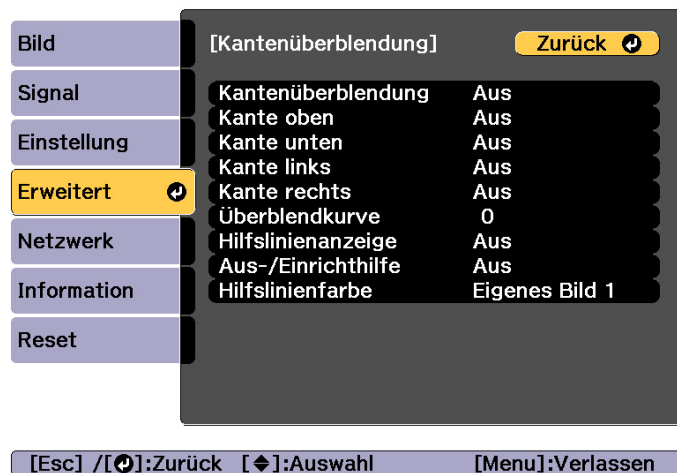 Bild
Signal
Einstellung
Erweitert
Netzwerk
Information
Reset
[Kantenüberblendung] Zurück
Kantenüberblendung Aus
Kante oben Aus
Kante unten Aus
Kante links Aus
Kante rechts Aus
Überblendkurve 0
Hilfslinienanzeige Aus
Aus-/Einrichthilfe Aus
Hilfslinienfarbe Eigenes Bild 1
[Esc] /[⏎]:Zurück [◆]:Auswahl [Menu]:Verlassen